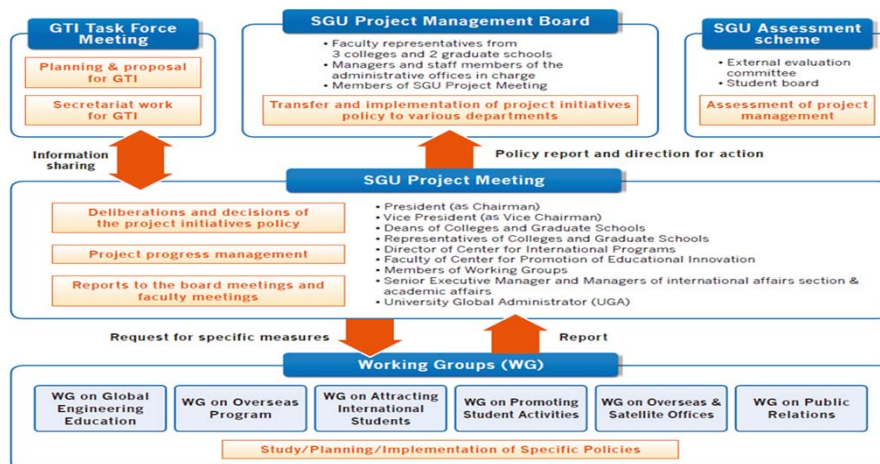 GTI Task Force
Meeting
Planning & proposal
for GTI
Secretariat work
for GTI
SGU Project Management Board
• Faculty representatives from
3 colleges and 2 graduate schools
• Managers and staff members of the
administrative offices in charge
• Members of SGU Project Meeting
Transfer and implementation of project initiatives
policy to various departments
SGU Assessment
scheme
• External evaluation
committee
• Student board
Assessment of project
management
Information
sharing
Policy report and direction for action
SGU Project Meeting
Deliberations and decisions of
the project initiatives policy
Project progress management
Reports to the board meetings and
faculty meetings
• President (as Chairman)
• Vice President (as Vice Chairman)
• Deans of Colleges and Graduate Schools
• Representatives of Colleges and Graduate Schools
• Director of Center for International Programs
• Faculty of Center for Promotion of Educational Innovation
• Members of Working Groups
• Senior Executive Manager and Managers of international affairs section &
academic affairs
• University Global Administrator (UGA)
Request for specific measures
Report
Working Groups (WG)
WG on Global
Engineering
Education
WG on Overseas
Program
WG on Attracting
International
Students
WG on Promoting
Student Activities
WG on Overseas &
Satellite Offices
WG on Public
Relations
Study/Planning/Implementation of Specific Policies